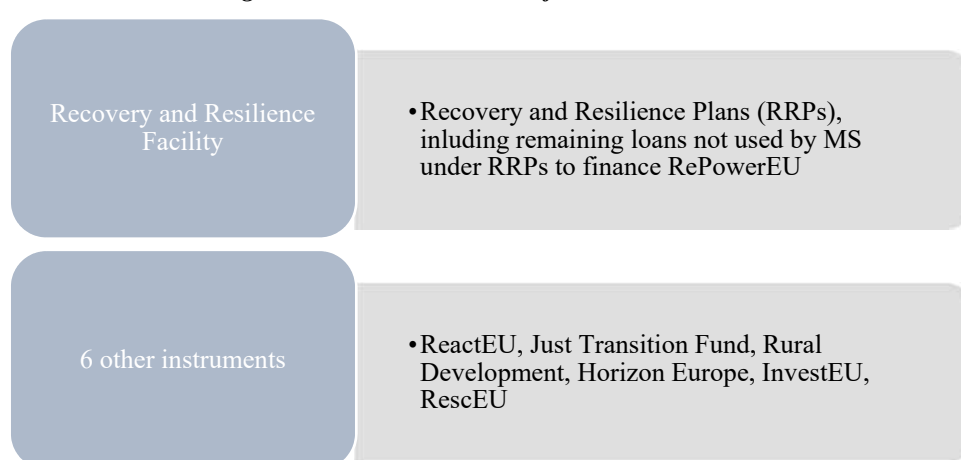 Recovery and Resilience
Facility
•Recovery and Resilience Plans (RRPs),
inluding remaining loans not used by MS
under RRPs to finance RePowerEU
6 other instruments
•ReactEU, Just Transition Fund, Rural
Development, Horizon Europe, InvestEU,
RescEU